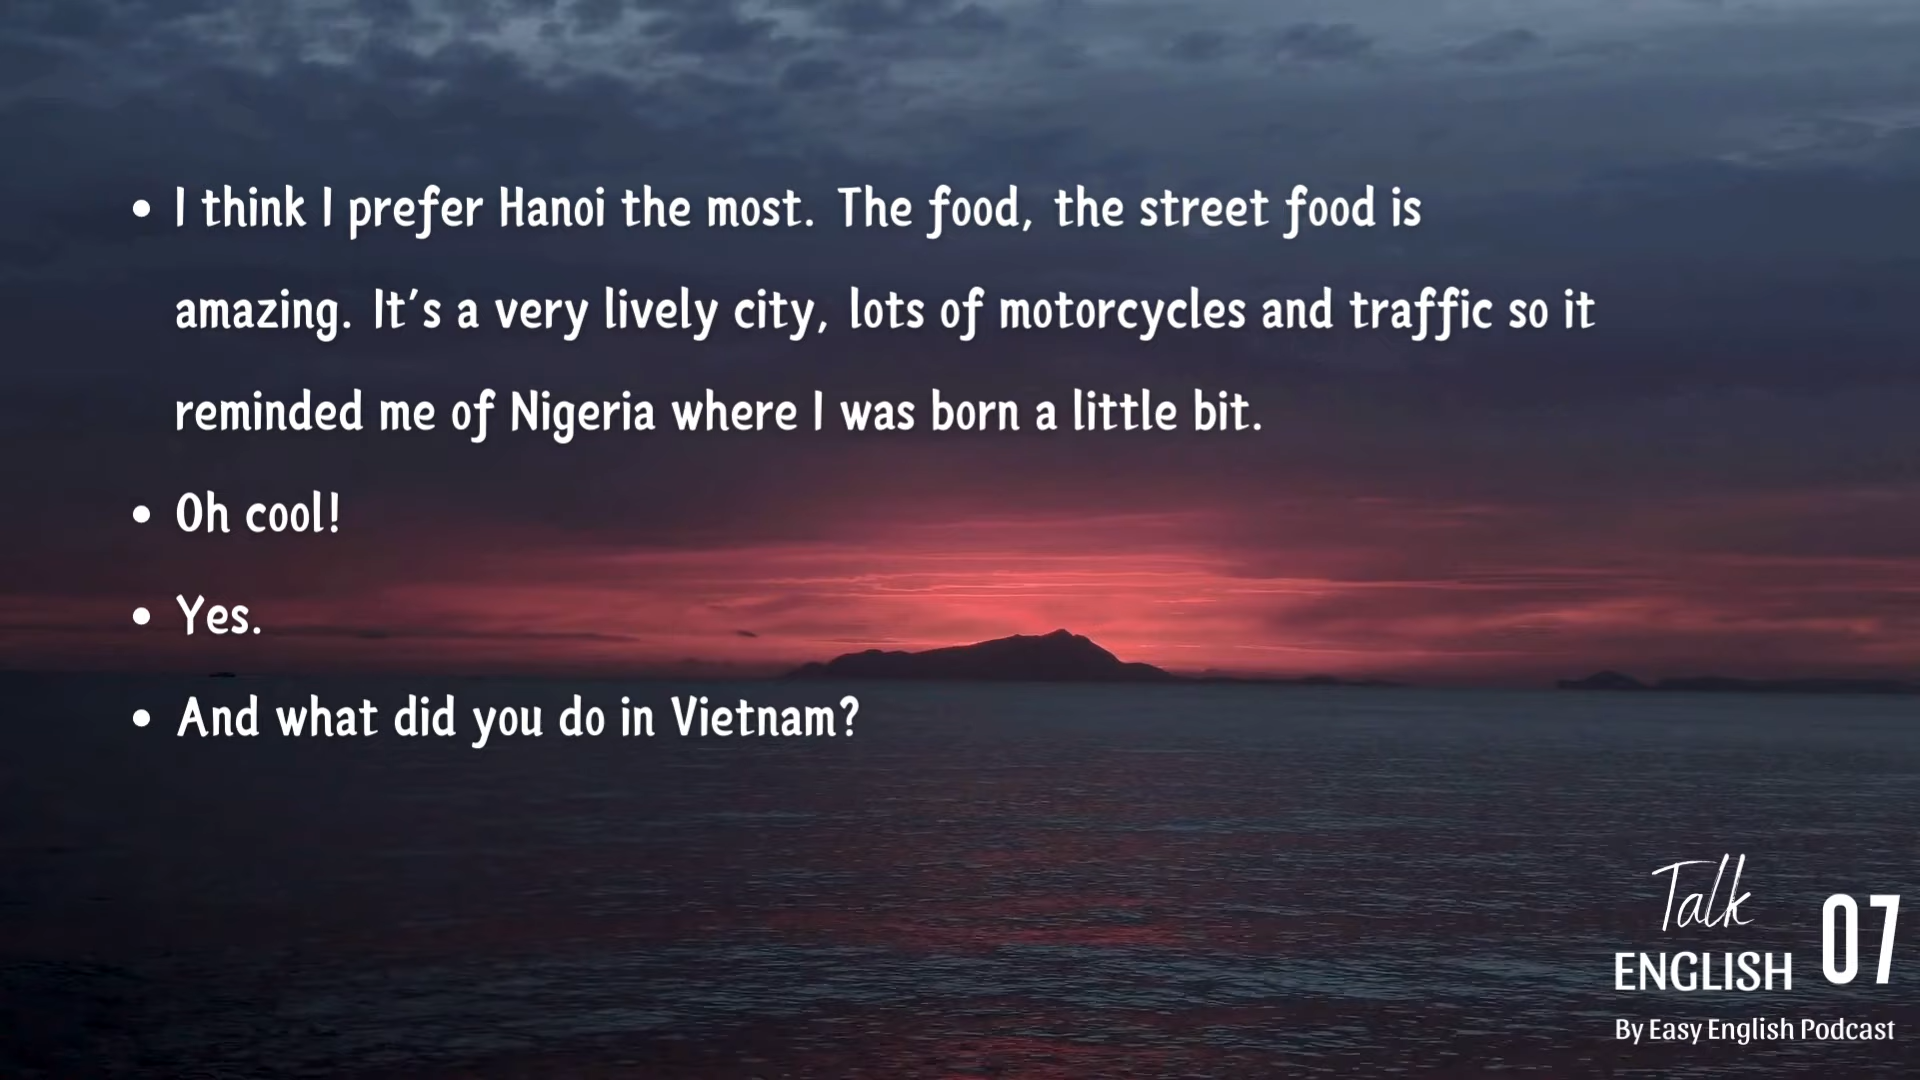 • I think I prefer Hanoi the most. The food, the street food is
amazing. It's a very lively city, lots of motorcycles and traffic so it
reminded me of Nigeria where I was born a little bit.
• Oh cool!
• Yes.
• And what did you do in Vietnam?
Talk
ENGLISH 07
By Easy English Podcast